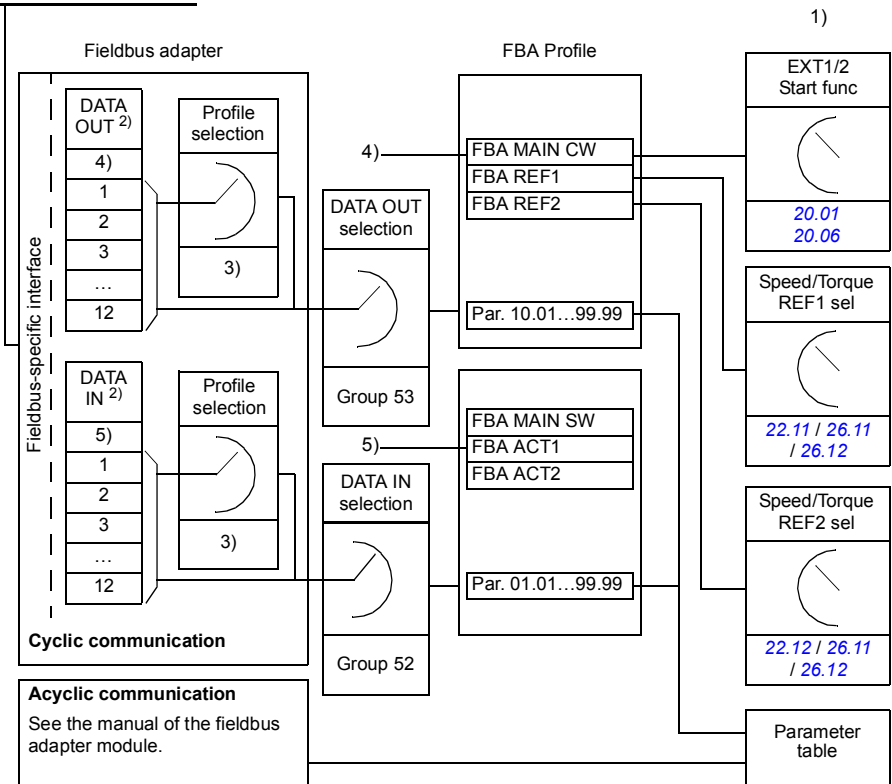 1)
Fieldbus adapter
FBA Profile
Fieldbus-specific interface
DATA
OUT 2)
4)
1
2
3
…
12
Profile
selection
3)
DATA
IN 2)
5)
1
2
3
…
12
Profile
selection
3)
Cyclic communication
4)
DATA OUT
selection
Group 53
5)
DATA IN
selection
Group 52
FBA MAIN CW
FBA REF1
FBA REF2
Par. 10.01…99.99
FBA MAIN SW
FBA ACT1
FBA ACT2
Par. 01.01…99.99
EXT1/2
Start func
20.01
20.06
Speed/Torque
REF1 sel
22.11 / 26.11
/ 26.12
Speed/Torque
REF2 sel
22.12 / 26.11
/ 26.12
Acyclic communication
See the manual of the fieldbus
adapter module.
Parameter
table